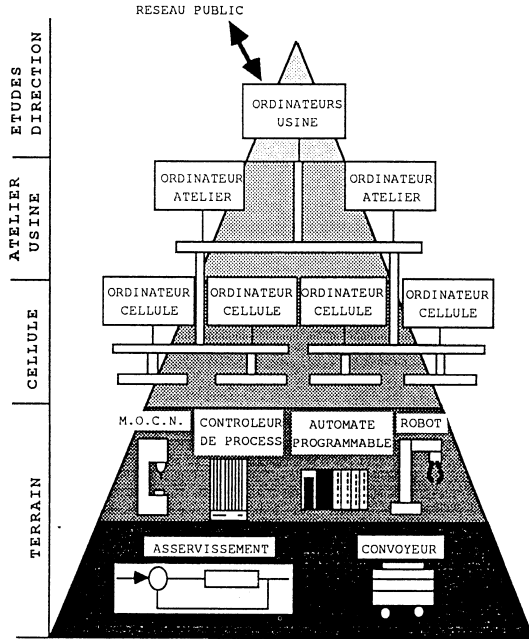 RESEAU PUBLIC
ETUDES
DIRECTION
ORDINATEURS
USINE
ATELIER
USINE
ORDINATEUR
ATELIER
ORDINATEUR
ATELIER
CELLULE
ORDINATEUR
CELLULE
ORDINATEUR
CELLULE
ORDINATEUR
CELLULE
ORDINATEUR
CELLULE
TERRAIN
M.O.C.N.
CONTROLEUR
DE PROCESS
AUTOMATE
PROGRAMMABLE
ROBOT
ASSERVISSEMENT
CONVOYEUR